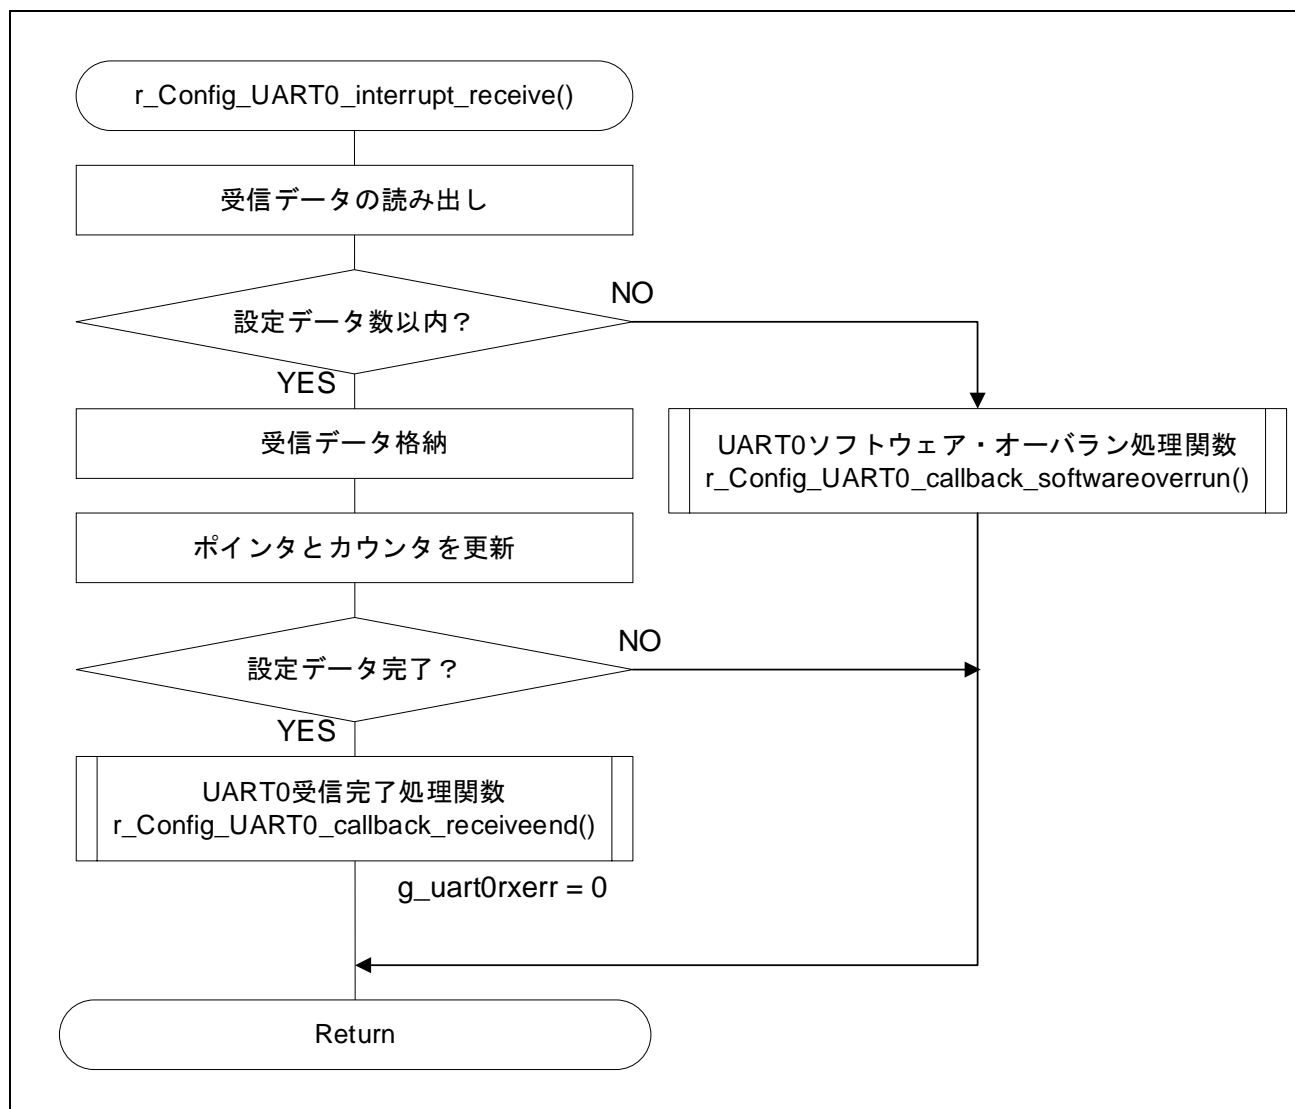 r_Config_UART0_interrupt_receive()
受信データの読み出し
設定データ数以内？
NO
YES
受信データ格納
UART0ソフトウェア・オーバラン処理関数
r_Config_UART0_callback_softwareoverrun()
ポインタとカウンタを更新
設定データ完了？
NO
YES
UART0受信完了処理関数
r_Config_UART0_callback_receiveend()
g_uart0rxerr = 0
Return